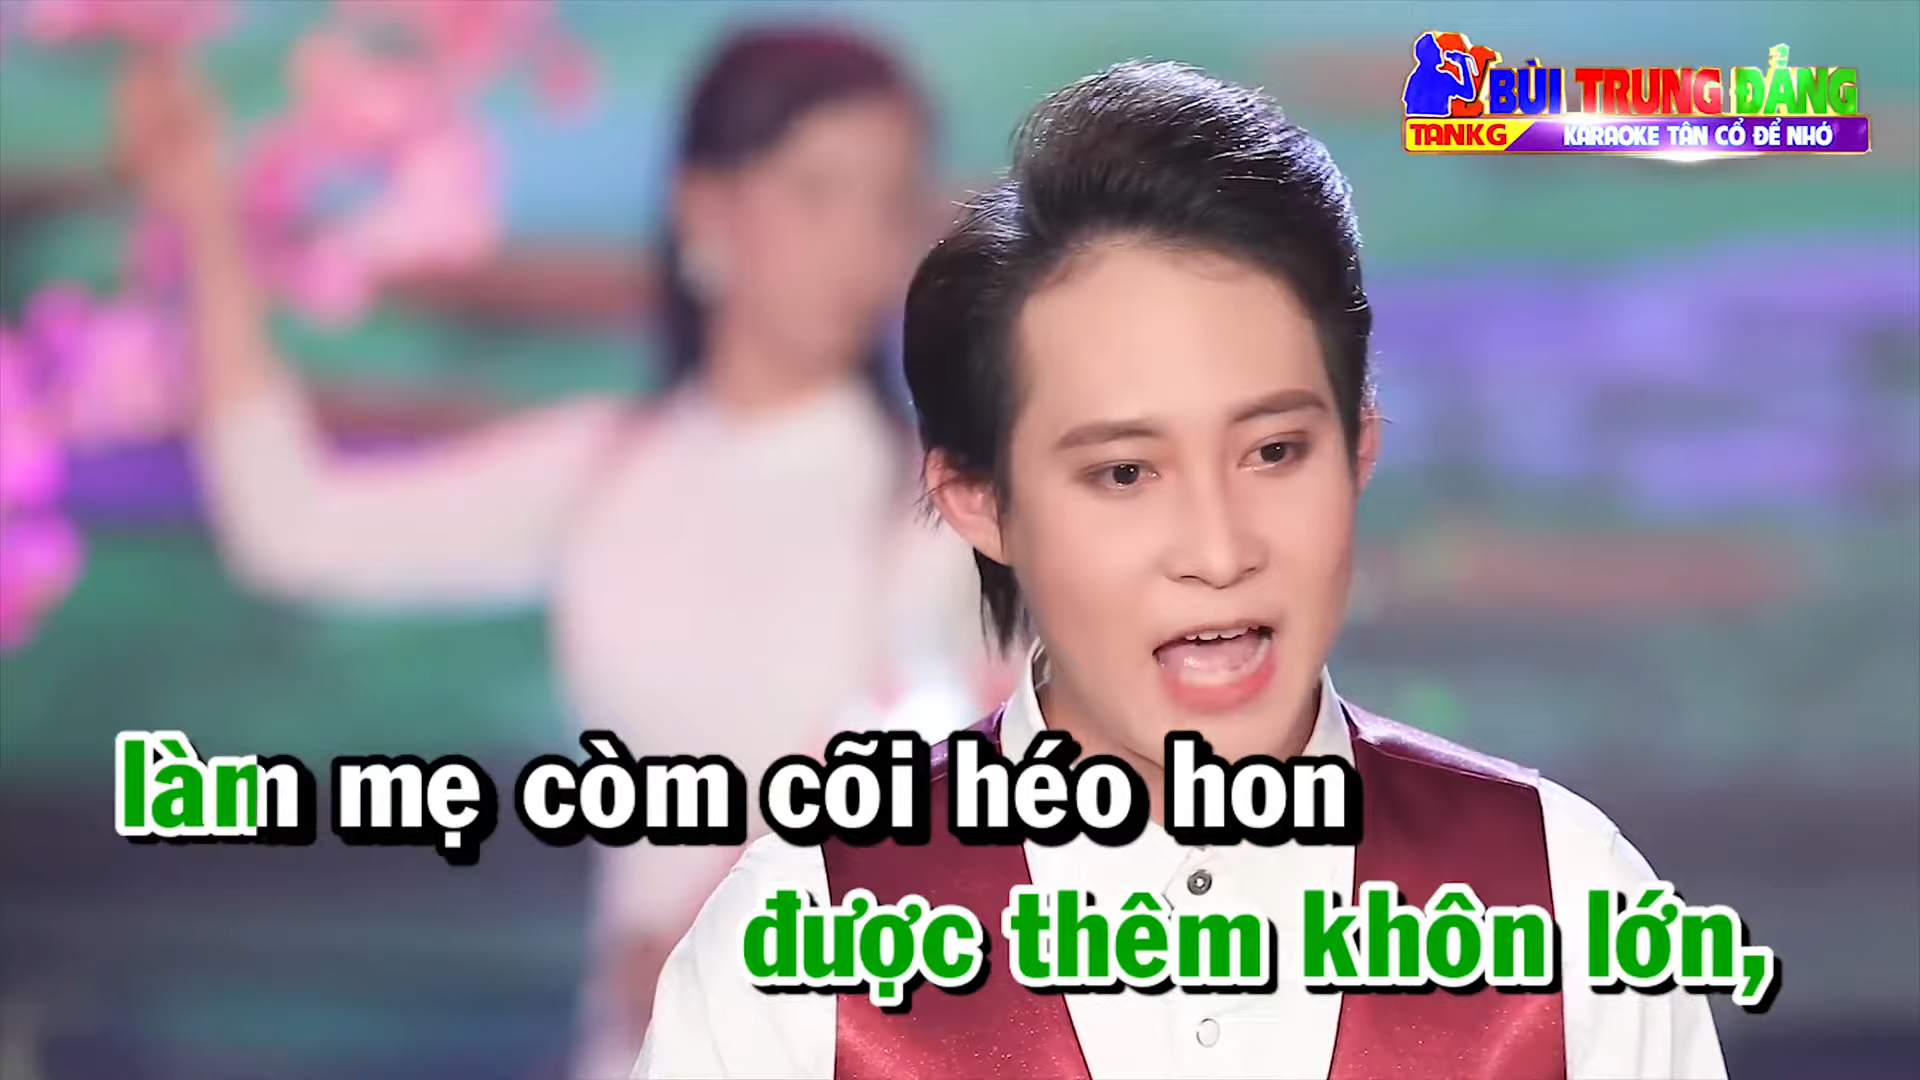 BÙI TRUNG ĐẲNG
TANKG KARAOKE TÂN CỔ ĐỂ NHỚ
làm mẹ còm cõi héo hon
được thêm khôn lớn,